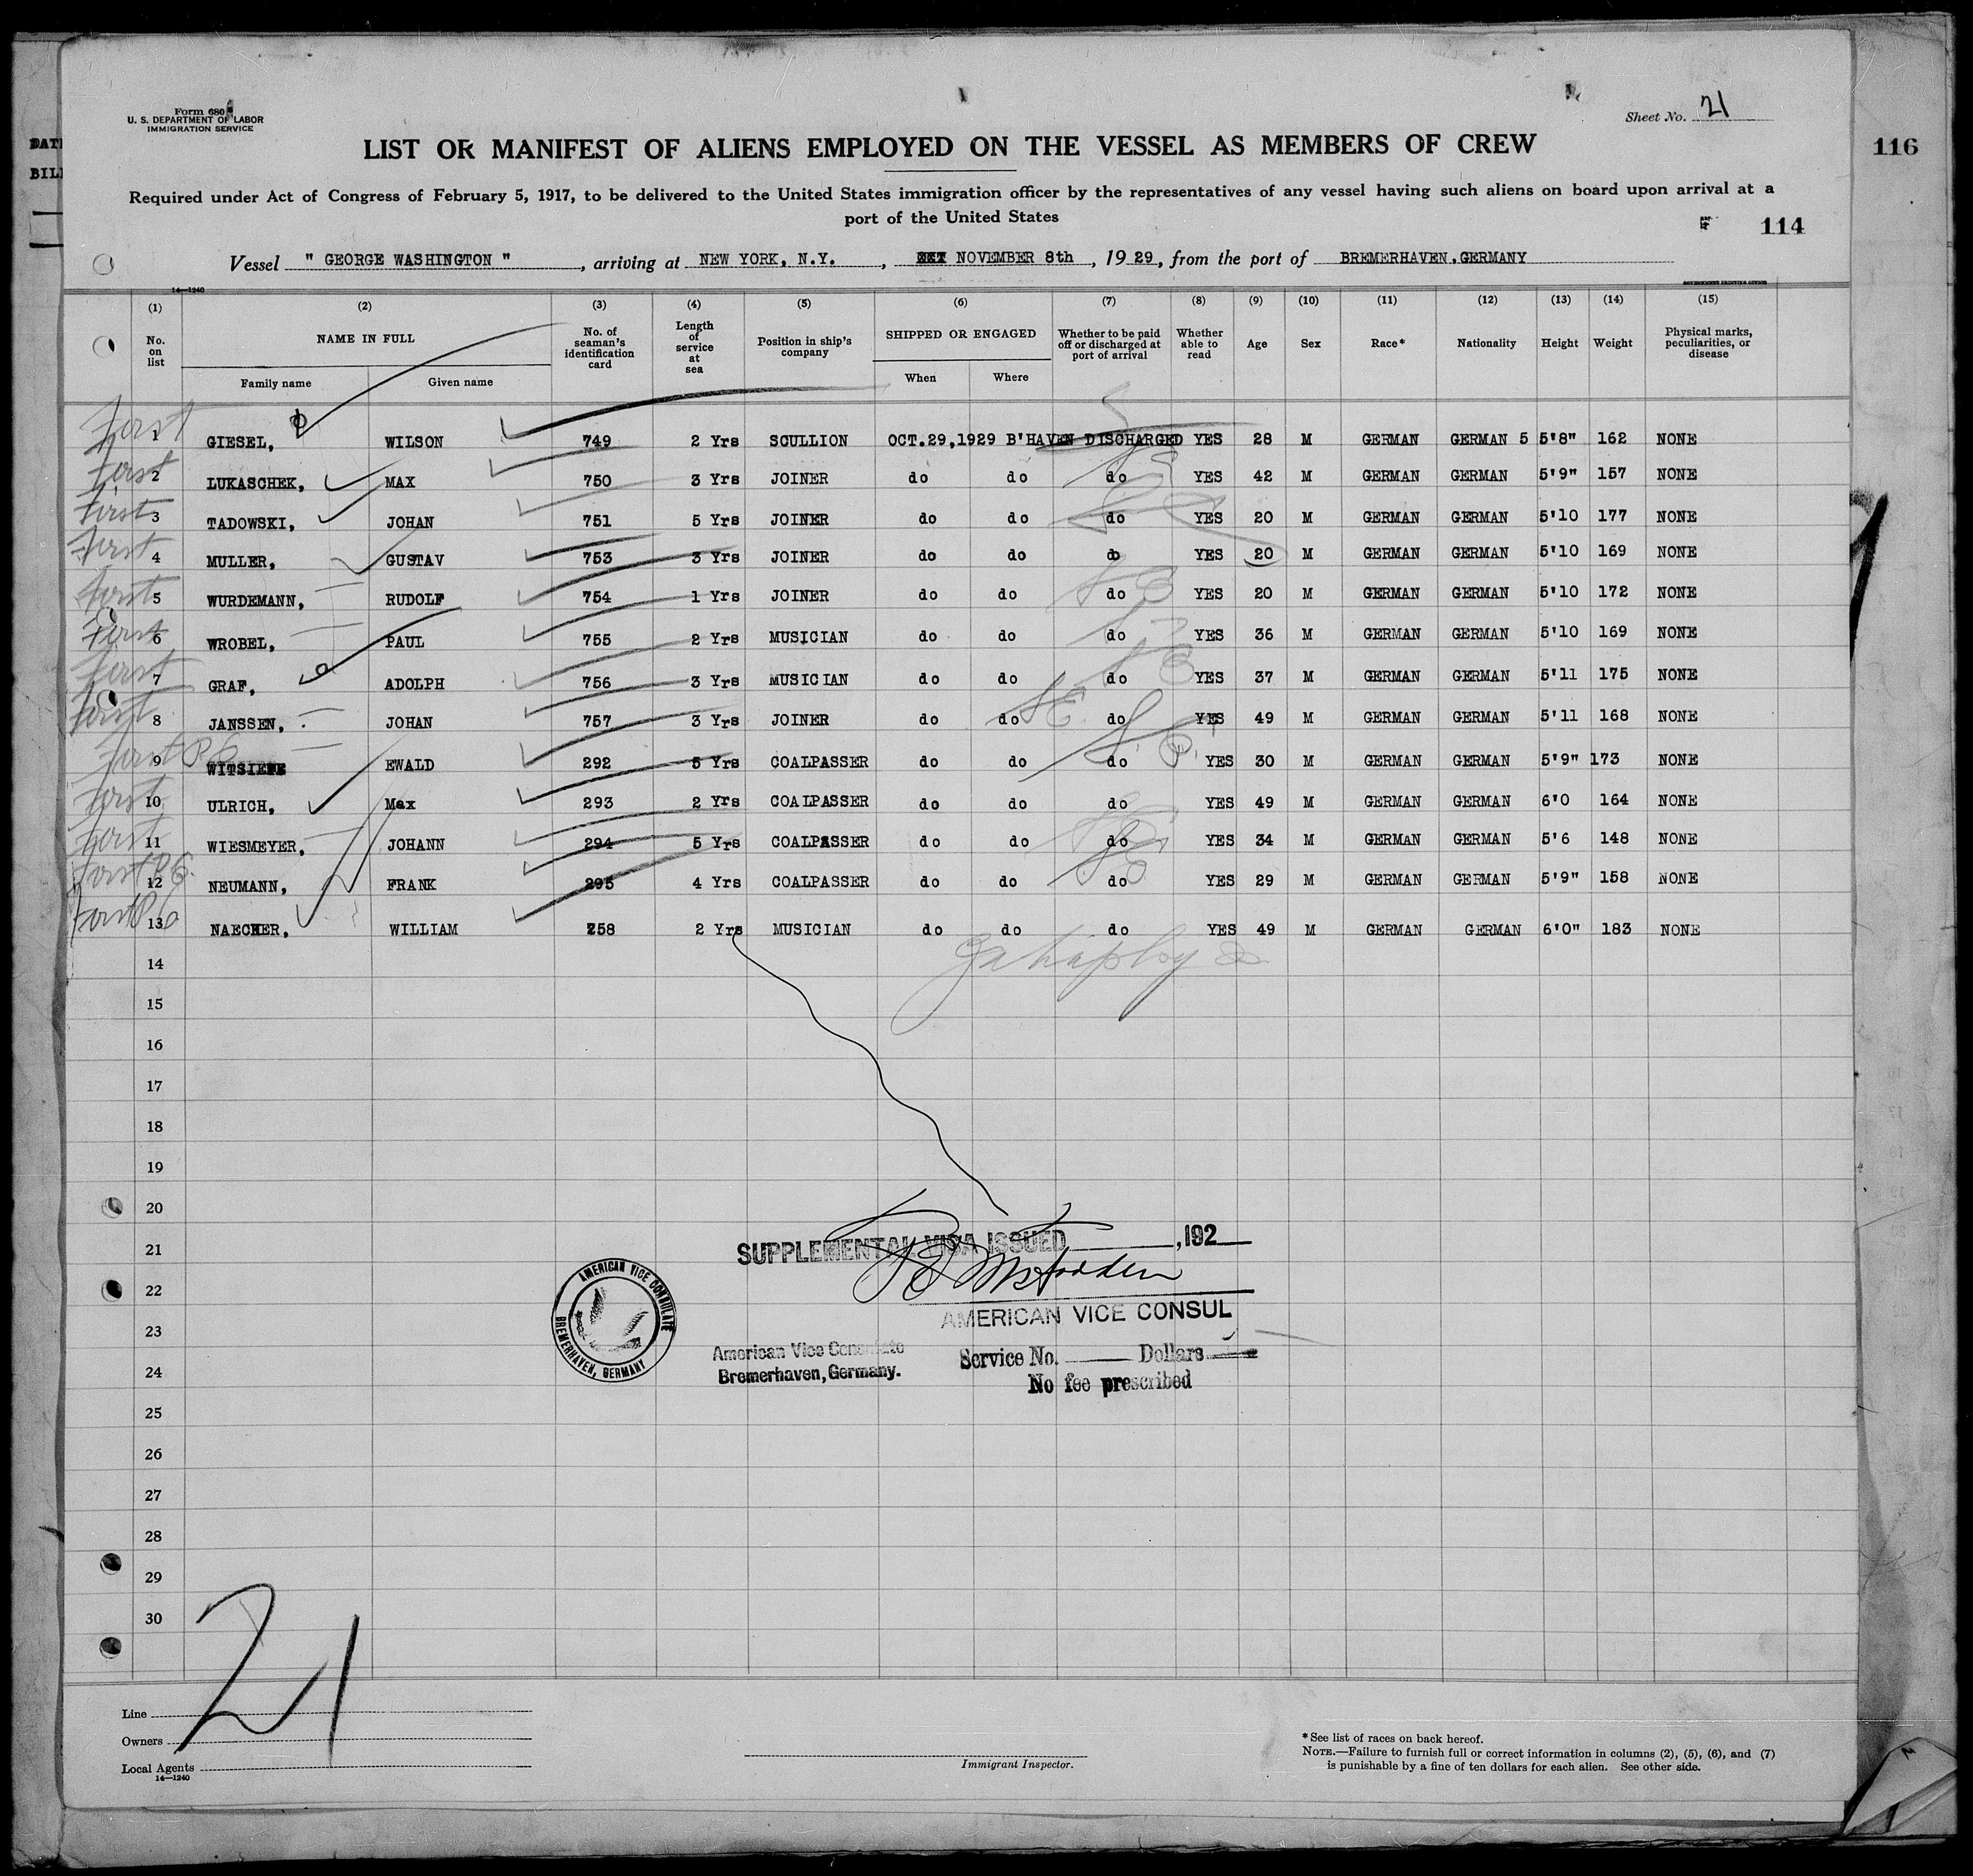 DAT
BIL
Form 680
U. S. DEPARTMENT OF LABOR
IMMIGRATION SERVICE
Sheet No. 21
LIST OR MANIFEST OF ALIENS EMPLOYED ON THE VESSEL AS MEMBERS OF CREW
116
Required under Act of Congress of February 5, 1917, to be delivered to the United States immigration officer by the representatives of any vessel having such aliens on board upon arrival at a
port of the United States
114
Vessel " GEORGE WASHINGTON ", arriving at NEW YORK, N.Y., NOVEMBER 8th, 1929, from the port of BREMERHAVEN, GERMANY
14—1240
GOVERNMENT PRINTING OFFICE
(1) (2) (3) (4) (5) (6) (7) (8) (9) (10) (11) (12) (13) (14) (15)
No. on list NAME IN FULL No. of seaman's identification card Length of service at sea Position in ship's company SHIPPED OR ENGAGED Whether to be paid off or discharged at port of arrival Whether able to read Age Sex Race* Nationality Height Weight Physical marks, peculiarities, or disease
Family name Given name When Where
First 1 GIESEL, WILSON 749 2 Yrs SCULLION OCT.29,1929 B'HAVEN DISCHARGED YES 28 M GERMAN GERMAN 5 5'8" 162 NONE
First 2 LUKASCHEK, MAX 750 3 Yrs JOINER do do do YES 42 M GERMAN GERMAN 5'9" 157 NONE
First 3 TADOWSKI, JOHAN 751 5 Yrs JOINER do do do YES 20 M GERMAN GERMAN 5'10 177 NONE
First 4 MULLER, GUSTAV 753 3 Yrs JOINER do do do YES 20 M GERMAN GERMAN 5'10 169 NONE
First 5 WURDEMANN, RUDOLF 754 1 Yrs JOINER do do do YES 20 M GERMAN GERMAN 5'10 172 NONE
First 6 WROBEL, PAUL 755 2 Yrs MUSICIAN do do do YES 36 M GERMAN GERMAN 5'10 169 NONE
First 7 GRAF, ADOLPH 756 3 Yrs MUSICIAN do do do YES 37 M GERMAN GERMAN 5'11 175 NONE
First 8 JANSSEN, JOHAN 757 3 Yrs JOINER do do do YES 49 M GERMAN GERMAN 5'11 168 NONE
First 9 EWALD 292 5 Yrs COALPASSER do do do YES 30 M GERMAN GERMAN 5'9" 173 NONE
First 10 ULRICH, Max 293 2 Yrs COALPASSER do do do YES 49 M GERMAN GERMAN 6'0 164 NONE
First 11 WIESMEYER, JOHANN 294 5 Yrs COALPASSER do do do YES 34 M GERMAN GERMAN 5'6 148 NONE
First 12 NEUMANN, FRANK 295 4 Yrs COALPASSER do do do YES 29 M GERMAN GERMAN 5'9" 158 NONE
First 13 NAECHER, WILLIAM 758 2 Yrs MUSICIAN do do do YES 49 M GERMAN GERMAN 6'0" 183 NONE
14
15
16
17
18
19
20
21 SUPPLEMENTAL VISA ISSUED ,192
22
AMERICAN VICE CONSULATE
BREMERHAVEN, GERMANY
AMERICAN VICE CONSUL
23
American Vice Consulate
Service No. Dollars
24
Bremerhaven, Germany.
No fee prescribed
25
26
27
28
29
30
21
Line
Owners
Local Agents
14—1240
Immigrant Inspector.
*See list of races on back hereof.
NOTE.—Failure to furnish full or correct information in columns (2), (5), (6), and (7)
is punishable by a fine of ten dollars for each alien. See other side.